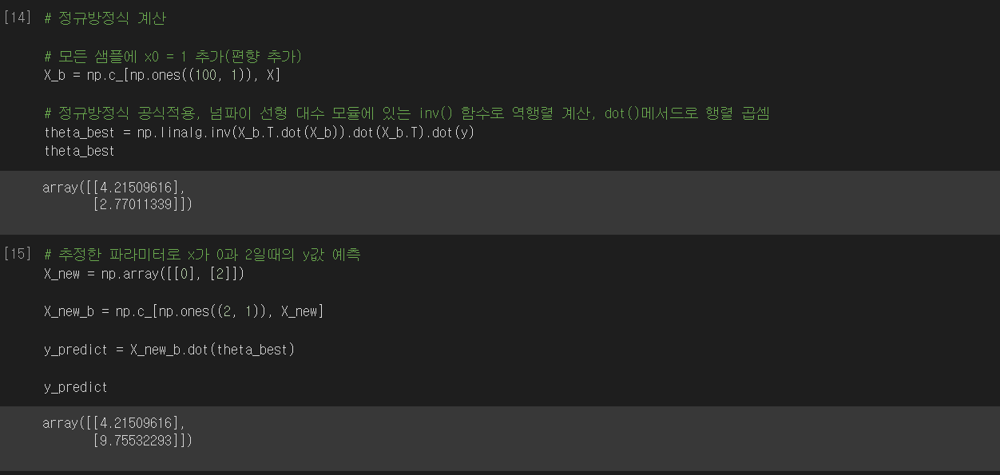 [14] # 정규방정식 계산
# 모든 샘플에 x0 = 1 추가(편향 추가)
X_b = np.c_[np.ones((100, 1)), X]
# 정규방정식 공식적용, 넘파이 선형 대수 모듈에 있는 inv() 함수로 역행렬 계산, dot()메서드로 행렬 곱셈
theta_best = np.linalg.inv(X_b.T.dot(X_b)).dot(X_b.T).dot(y)
theta_best
array([[4.21509616],
[2.77011339]])
[15] # 추정한 파라미터로 x가 0과 2일때의 y값 예측
X_new = np.array([[0], [2]])
X_new_b = np.c_[np.ones((2, 1)), X_new]
y_predict = X_new_b.dot(theta_best)
y_predict
array([[4.21509616],
[9.75532293]])